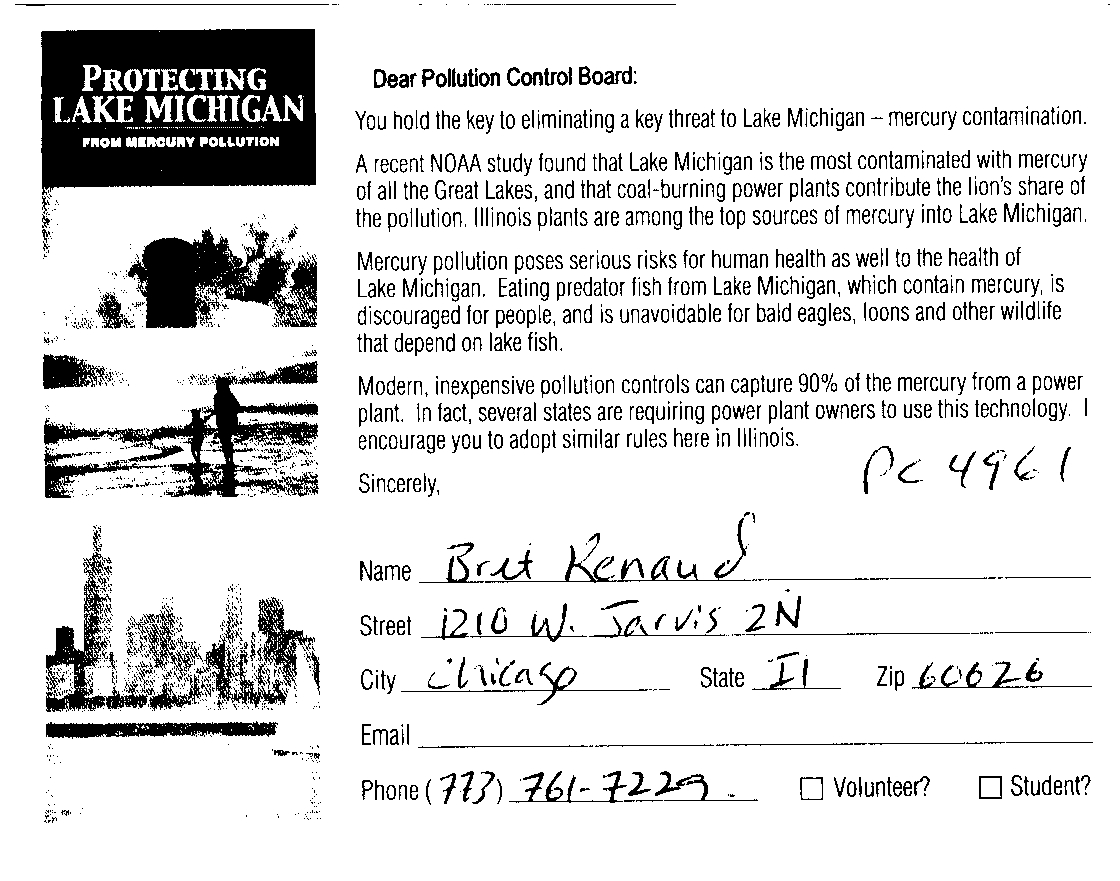 PROTECTING
LAKE MICHIGAN
FROM MERCURY POLLUTION
Dear Pollution Control Board:
You hold the key to eliminating a key threat to Lake Michigan – mercury contamination.
A recent NOAA study found that Lake Michigan is the most contaminated with mercury
of all the Great Lakes, and that coal-burning power plants contribute the lion's share of
the pollution. Illinois plants are among the top sources of mercury into Lake Michigan.
Mercury pollution poses serious risks for human health as well to the health of
Lake Michigan. Eating predator fish from Lake Michigan, which contain mercury, is
discouraged for people, and is unavoidable for bald eagles, loons and other wildlife
that depend on lake fish.
Modern, inexpensive pollution controls can capture 90% of the mercury from a power
plant. In fact, several states are requiring power plant owners to use this technology. I
encourage you to adopt similar rules here in Illinois.
Sincerely,
PC 4961
Name Bret Renaud
Street 1210 W. Jarvis 2N
City Chicago State Il Zip 60626
Email
Phone (773) 761-7229 Volunteer? Student?